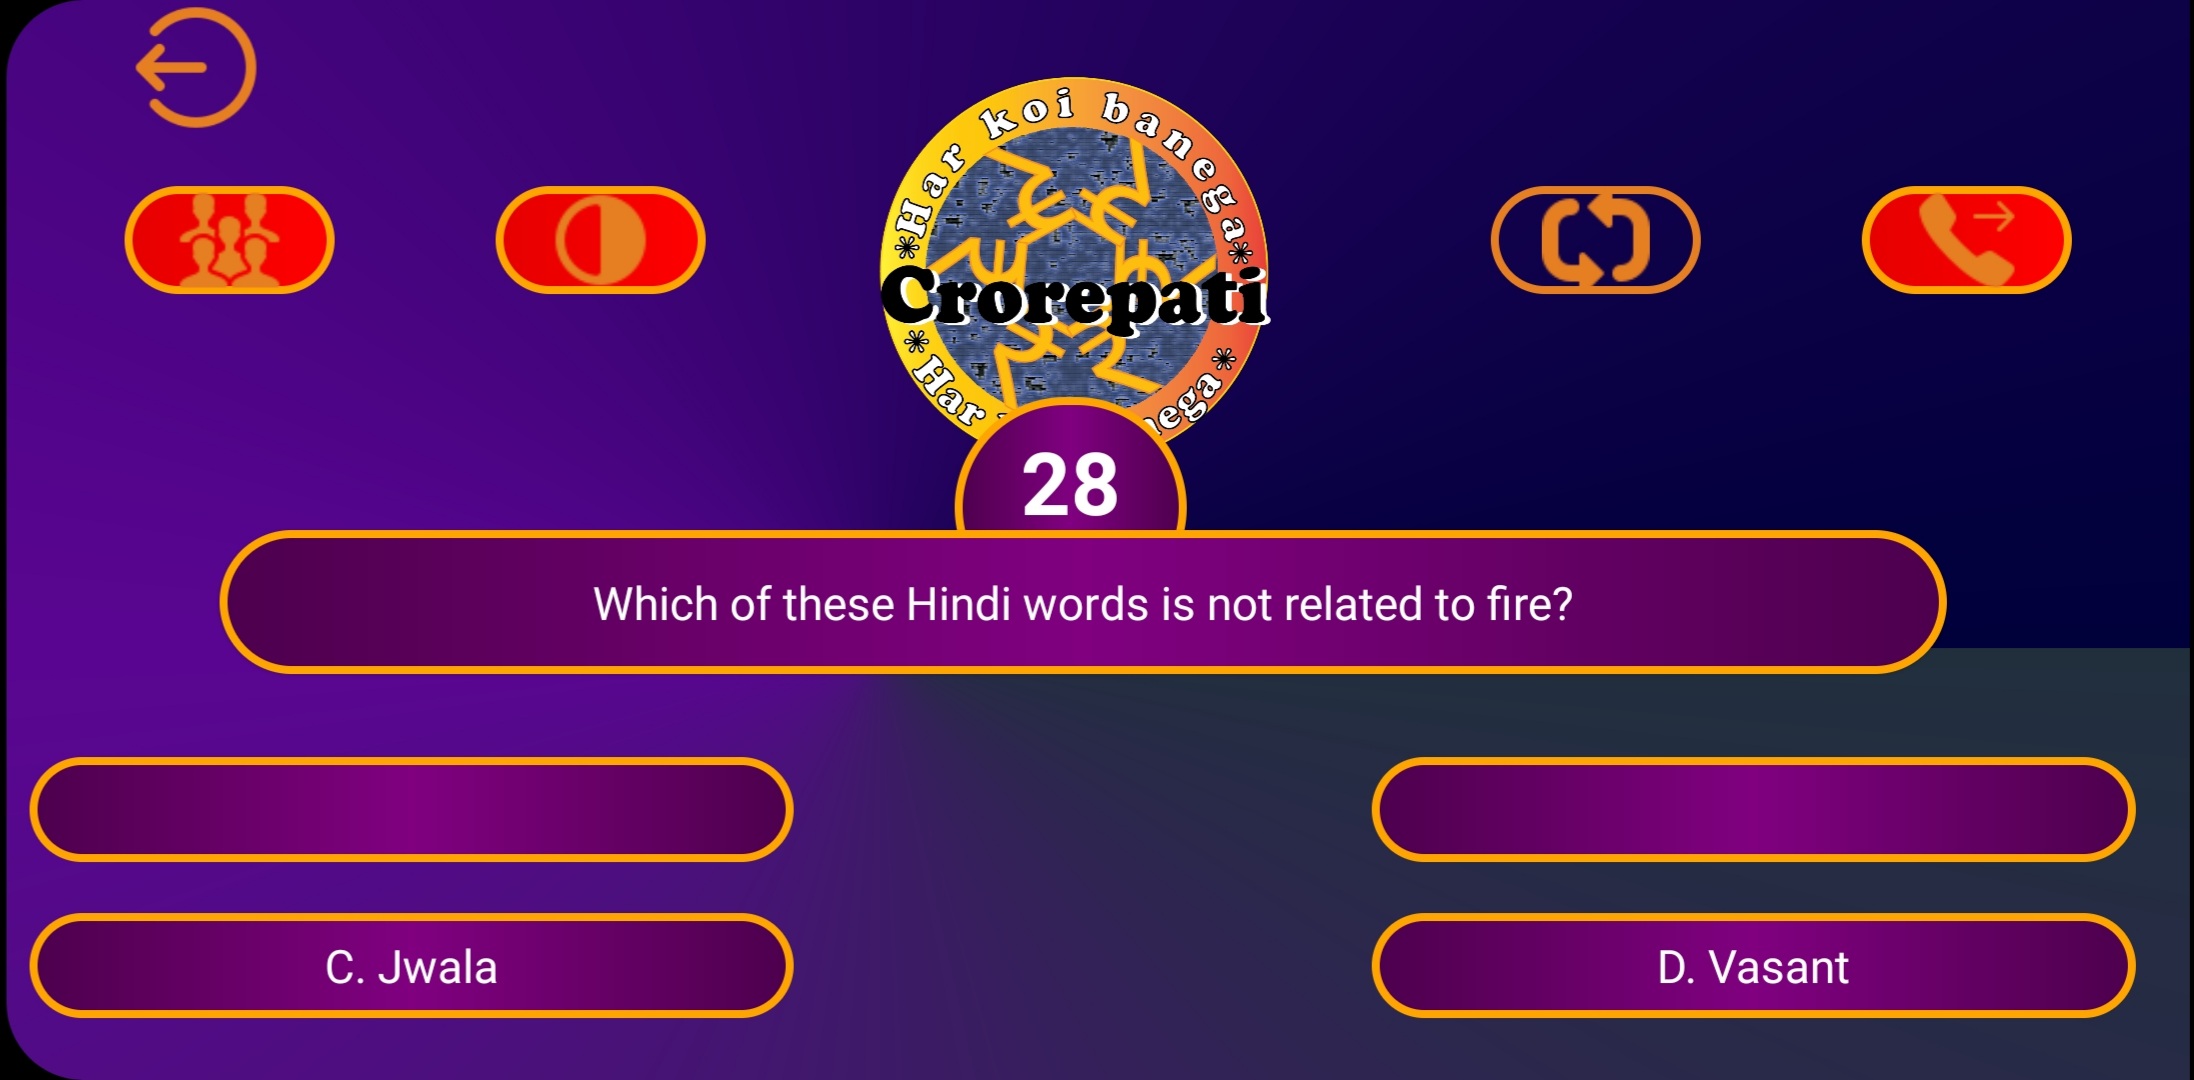 *Har koi banega*
Crorepati
*Har nega*
28
Which of these Hindi words is not related to fire?
C. Jwala
D. Vasant